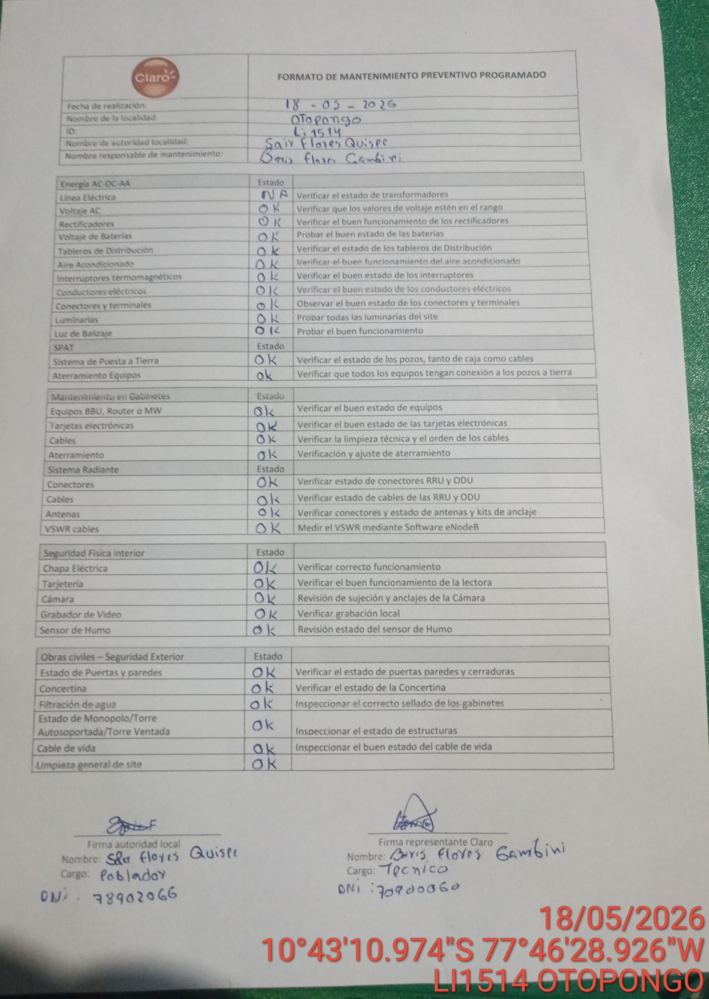 Claro
FORMATO DE MANTENIMIENTO PREVENTIVO PROGRAMADO
Fecha de realización: 18 - 05 - 2026
Nombre de la localidad: OTopongo
ID: Li 1514
Nombre de autoridad localidad: Sair Flores Quispe
Nombre responsable de mantenimiento: Boris Flores Gambini
Energía AC-DC-AA Estado
Línea Eléctrica NA Verificar el estado de transformadores
Voltaje AC OK Verificar que los valores de voltaje estén en el rango
Rectificadores OK Verificar el buen funcionamiento de los rectificadores
Voltaje de Baterías OK Probar el buen estado de las baterías
Tableros de Distribución OK Verificar el estado de los tableros de Distribución
Aire Acondicionado OK Verificar el buen funcionamiento del aire acondicionado
Interruptores termomagnéticos OK Verificar el buen estado de los interruptores
Conductores eléctricos OK Verificar el buen estado de los conductores eléctricos
Conectores y terminales OK Observar el buen estado de los conectores y terminales
Luminarias OK Probar todas las luminarias del site
Luz de Balizaje OK Probar el buen funcionamiento
SPAT Estado
Sistema de Puesta a Tierra OK Verificar el estado de los pozos, tanto de caja como cables
Aterramiento Equipos ok Verificar que todos los equipos tengan conexión a los pozos a tierra
Mantenimiento en Gabinetes Estado
Equipos BBU, Router o MW Ok Verificar el buen estado de equipos
Tarjetas electrónicas OK Verificar el buen estado de las tarjetas electrónicas
Cables OK Verificar la limpieza técnica y el orden de los cables
Aterramiento OK Verificación y ajuste de aterramiento
Sistema Radiante Estado
Conectores OK Verificar estado de conectores RRU y ODU
Cables Ok Verificar estado de cables de las RRU y ODU
Antenas OK Verificar conectores y estado de antenas y kits de anclaje
VSWR cables OK Medir el VSWR mediante Software eNodeB
Seguridad Física interior Estado
Chapa Eléctrica OK Verificar correcto funcionamiento
Tarjetería OK Verificar el buen funcionamiento de la lectora
Cámara OK Revisión de sujeción y anclajes de la Cámara
Grabador de Video OK Verificar grabación local
Sensor de Humo Ok Revisión estado del sensor de Humo
Obras civiles – Seguridad Exterior Estado
Estado de Puertas y paredes OK Verificar el estado de puertas paredes y cerraduras
Concertina Ok Verificar el estado de la Concertina
Filtración de agua Ok Inspeccionar el correcto sellado de los gabinetes
Estado de Monopolo/Torre
Autosoportada/Torre Ventada Ok Inspeccionar el estado de estructuras
Cable de vida Ok Inspeccionar el buen estado del cable de vida
Limpieza general de site OK
Firma autoridad local
Nombre: Flores Quispe
Cargo: Poblador
DNi. 78902066
Firma representante Claro
Nombre: Boris Flores Gambini
Cargo: Tecnico
DNi :
18/05/2026
10°43'10.974"S 77°46'28.926"W
LI1514 OTOPONGO